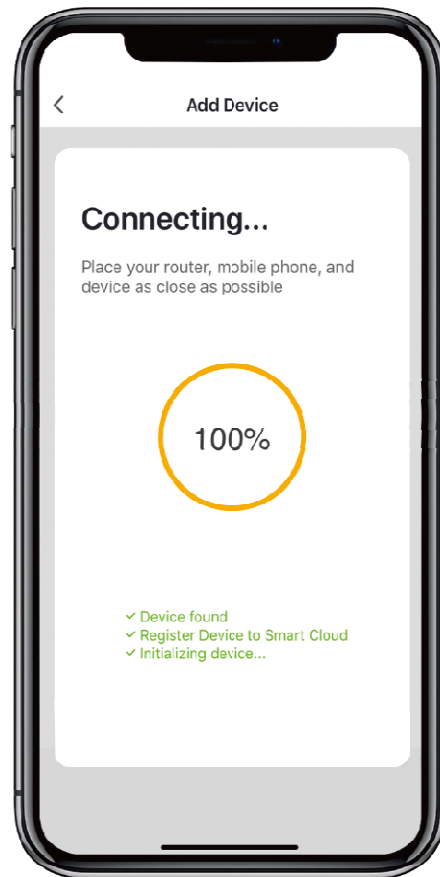 Add Device
Connecting...
Place your router, mobile phone, and
device as close as possible
100%
Device found
Register Device to Smart Cloud
Initializing device...